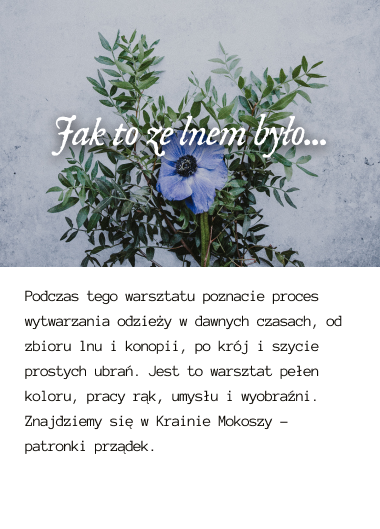 Jak to ze lnem było...
Podczas tego warsztatu poznacie proces
wytwarzania odzieży w dawnych czasach, od
zbioru lnu i konopii, po krój i szycie
prostych ubrań. Jest to warsztat pełen
koloru, pracy rąk, umysłu i wyobraźni.
Znajdziemy się w Krainie Mokoszy –
patronki prządek.